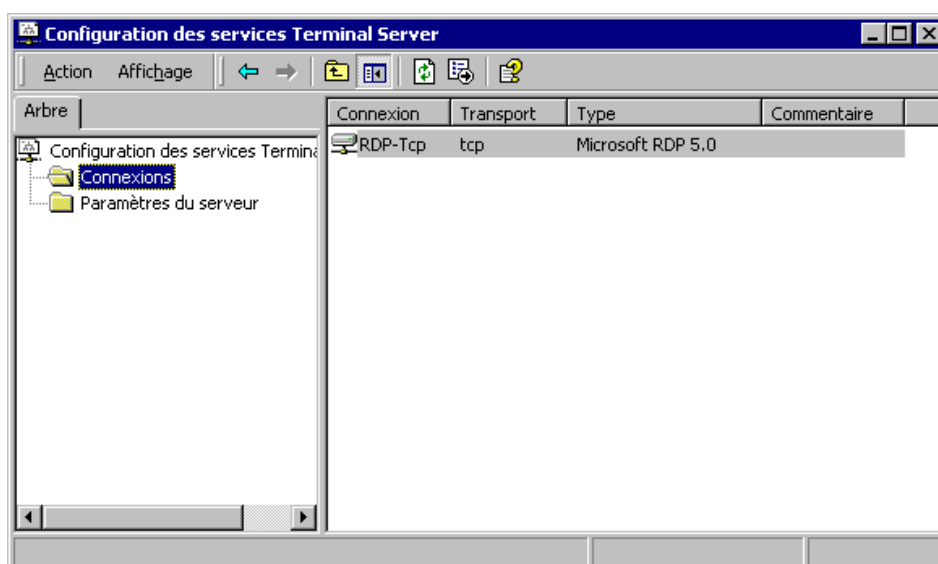 Configuration des services Terminal Server
Action Affichage
Arbre
Connexion Transport Type Commentaire
Configuration des services Termina
RDP-Tcp tcp Microsoft RDP 5.0
Connexions
Paramètres du serveur